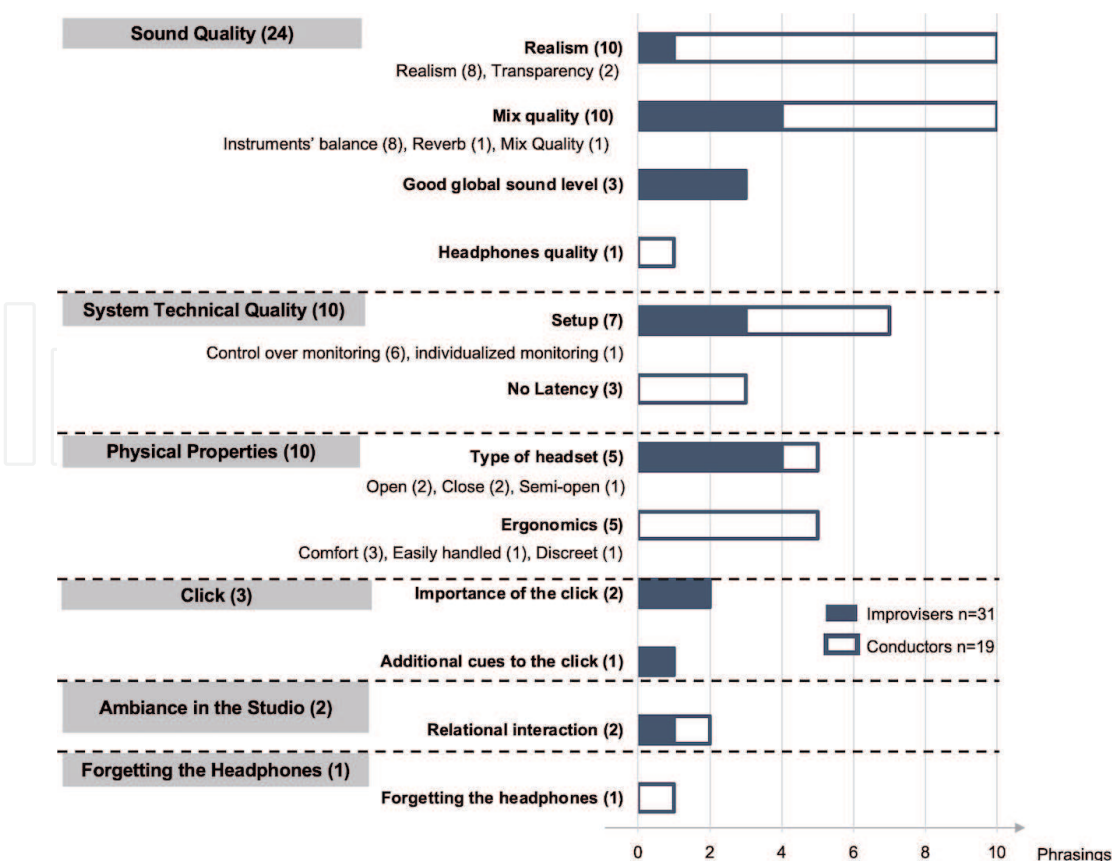 Sound Quality (24)
Realism (10)
Realism (8), Transparency (2)
Mix quality (10)
Instruments' balance (8), Reverb (1), Mix Quality (1)
Good global sound level (3)
Headphones quality (1)
System Technical Quality (10)
Setup (7)
Control over monitoring (6), individualized monitoring (1)
No Latency (3)
Physical Properties (10)
Type of headset (5)
Open (2), Close (2), Semi-open (1)
Ergonomics (5)
Comfort (3), Easily handled (1), Discreet (1)
Click (3)
Importance of the click (2)
Improvisers n=31
Conductors n=19
Additional cues to the click (1)
Ambiance in the Studio (2)
Relational interaction (2)
Forgetting the Headphones (1)
Forgetting the headphones (1)
0 2 4 6 8 10 Phrasings